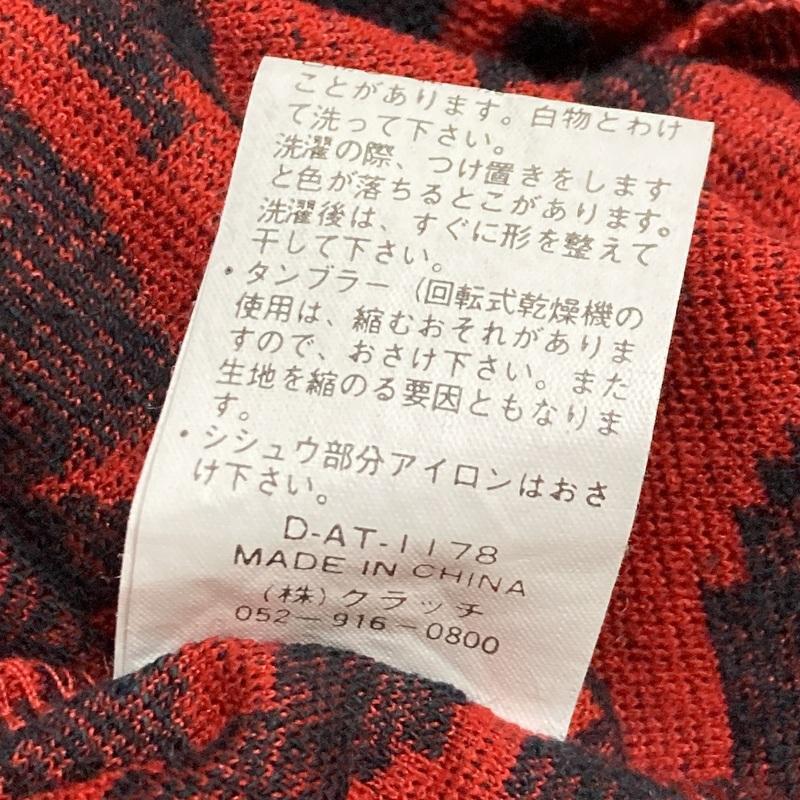 ことがあります。白物とわけ
て洗って下さい。
洗濯の際、つけ置きをします
と色が落ちるとこがあります。
洗濯後は、すぐに形を整えて
干して下さい。
・タンブラー（回転式乾燥機の
使用は、縮むおそれがありま
すので、おさけ下さい。また
生地を縮のる要因ともなりま
す。
・シシュウ部分アイロンはおさ
け下さい。
D-AT-1178
MADE IN CHINA
（株）クラッチ
052-916-0800